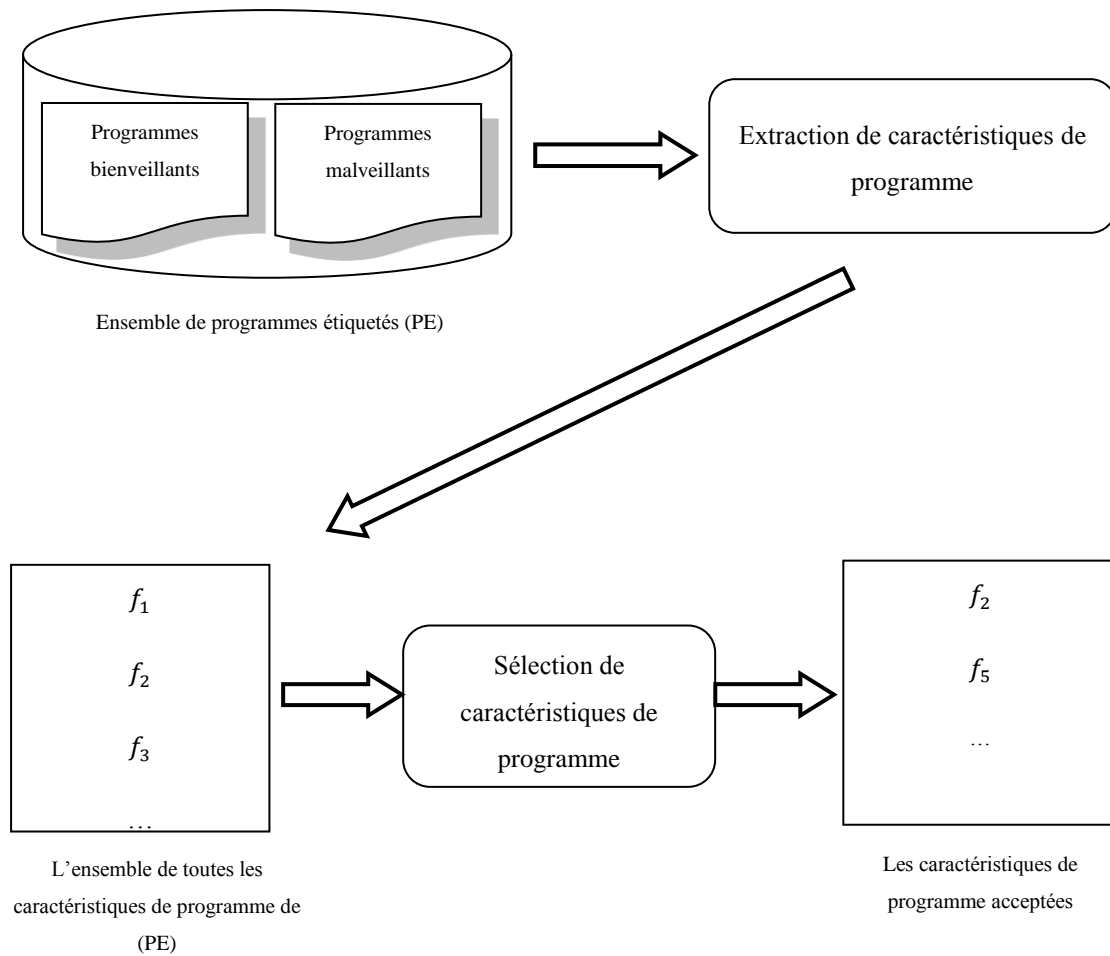 Programmes
bienveillants
Programmes
malveillants
Extraction de caractéristiques de
programme
Ensemble de programmes étiquetés (PE)
f₁
f₂
f₃
…
Sélection de
caractéristiques de
programme
f₂
f₅
…
L’ensemble de toutes les
caractéristiques de programme de
(PE)
Les caractéristiques de
programme acceptées